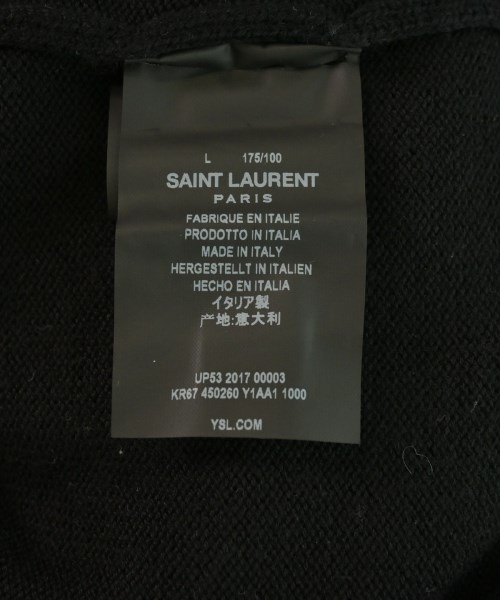 L 175/100
SAINT LAURENT
PARIS
FABRIQUE EN ITALIE
PRODOTTO IN ITALIA
MADE IN ITALY
HERGESTELLT IN ITALIEN
HECHO EN ITALIA
イタリア製
产地:意大利
UP53 2017 00003
KR67 450260 Y1AA1 1000
YSL.COM